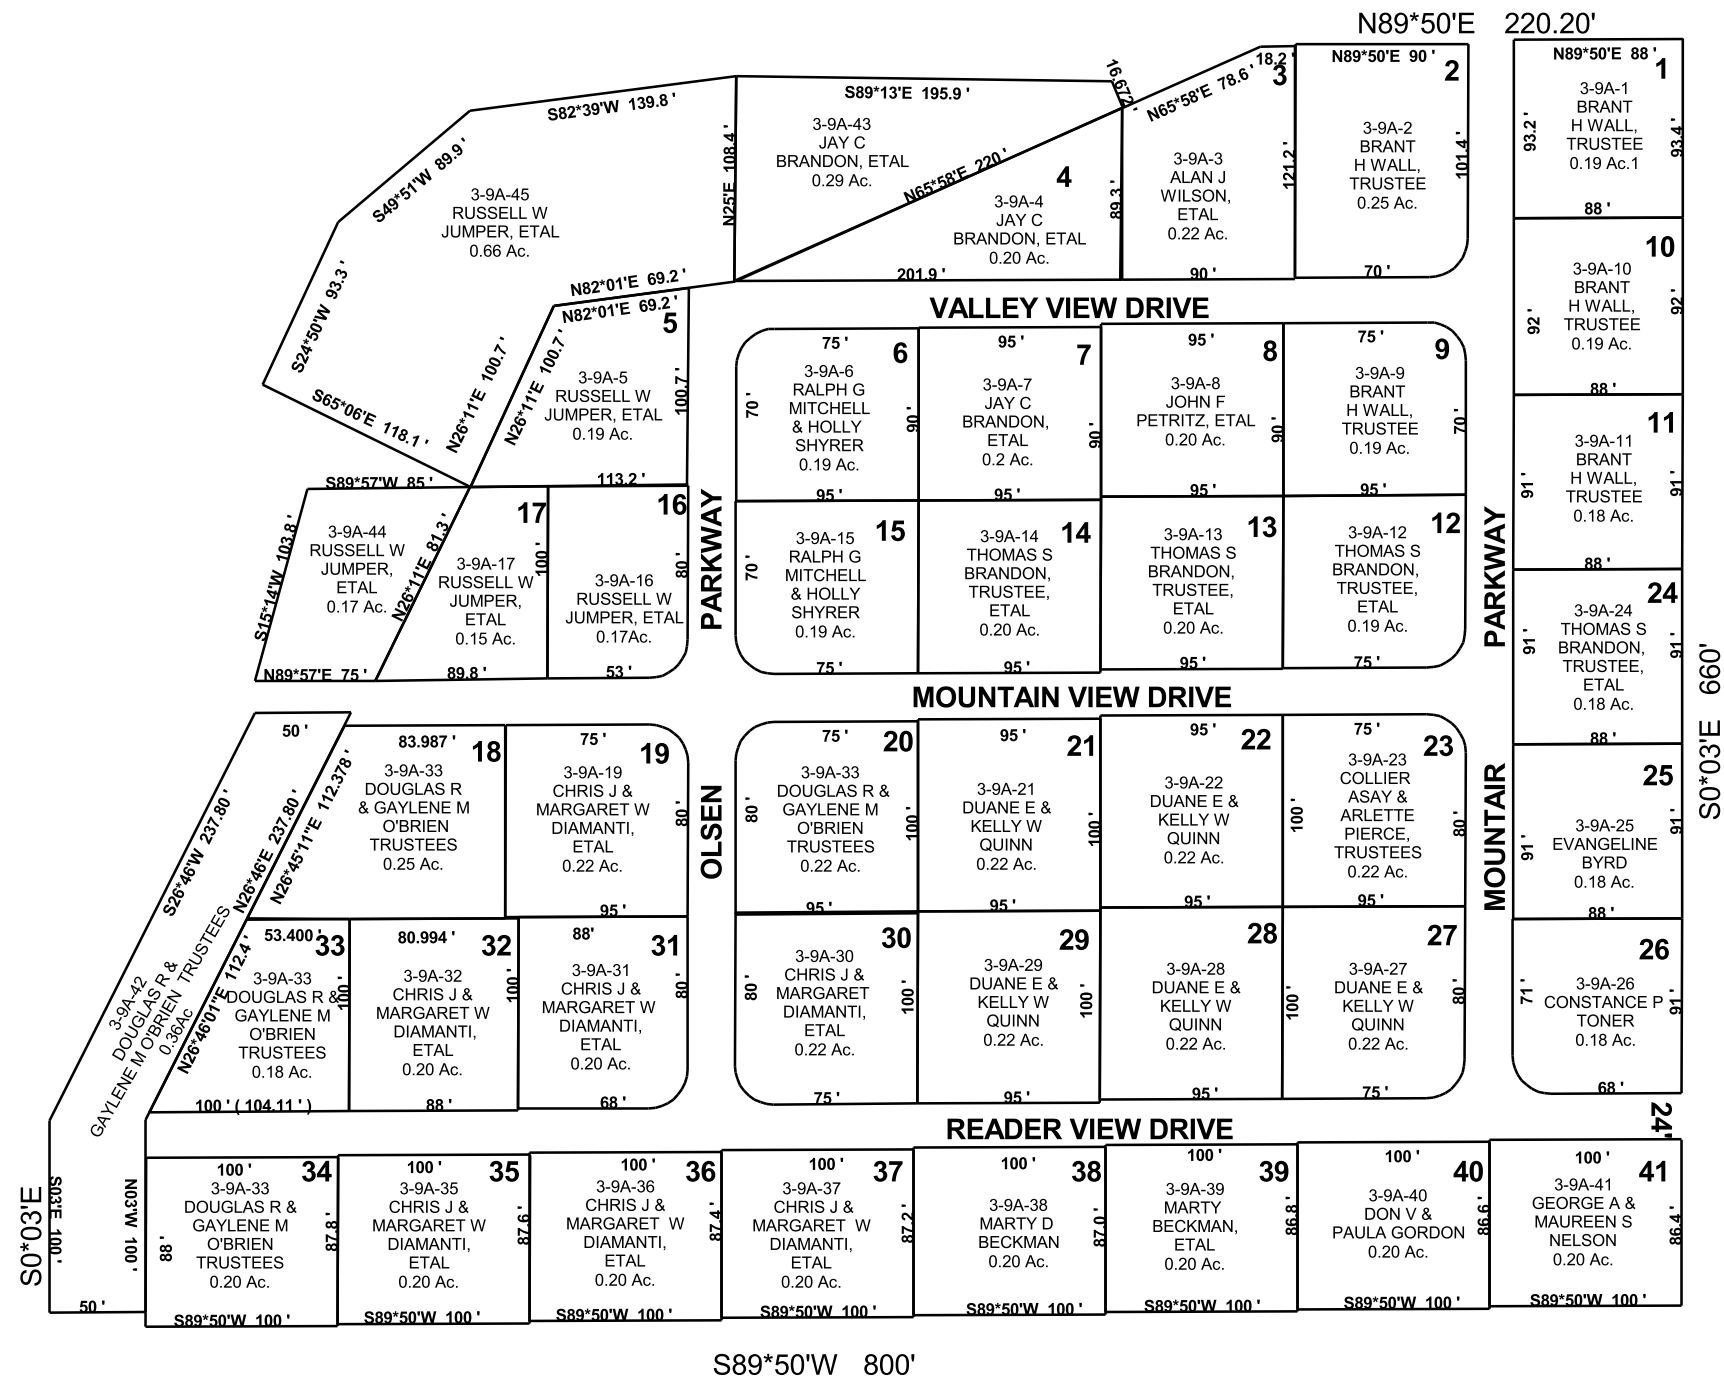 N89*50'E 220.20'
N89*50'E 88 '
1
3-9A-1
BRANT
H WALL,
TRUSTEE
0.19 Ac.1
93.2 '
93.4 '
88 '
N89*50'E 90 '
2
3-9A-2
BRANT
H WALL,
TRUSTEE
0.25 Ac.
101.4 '
70 '
18.2 '
3
N65*58'E 78.6 '
16.672 '
3-9A-3
ALAN J
WILSON,
ETAL
0.22 Ac.
121.2 '
90 '
S89*13'E 195.9 '
3-9A-43
JAY C
BRANDON, ETAL
0.29 Ac.
N25'E 108.4 '
N65*58'E 220 '
4
3-9A-4
JAY C
BRANDON, ETAL
0.20 Ac.
89.3 '
201.9 '
S82*39'W 139.8 '
S49*51'W 89.9 '
3-9A-45
RUSSELL W
JUMPER, ETAL
0.66 Ac.
S24*50'W 93.3 '
S65*06'E 118.1 '
N26*11'E 100.7 '
N82*01'E 69.2 '
N82*01'E 69.2 '
5
N26*11'E 100.7 '
3-9A-5
RUSSELL W
JUMPER, ETAL
0.19 Ac.
100.7 '
113.2 '
VALLEY VIEW DRIVE
75 '
6
3-9A-6
RALPH G
MITCHELL
& HOLLY
SHYRER
0.19 Ac.
70 '
90 '
95 '
95 '
7
3-9A-7
JAY C
BRANDON,
ETAL
0.2 Ac.
90 '
95 '
95 '
8
3-9A-8
JOHN F
PETRITZ, ETAL
0.20 Ac.
90 '
95 '
75 '
9
3-9A-9
BRANT
H WALL,
TRUSTEE
0.19 Ac.
70 '
95 '
10
3-9A-10
BRANT
H WALL,
TRUSTEE
0.19 Ac.
92 '
92 '
88 '
11
3-9A-11
BRANT
H WALL,
TRUSTEE
0.18 Ac.
91 '
91 '
88 '
S89*57'W 85 '
3-9A-44
RUSSELL W
JUMPER,
ETAL
0.17 Ac.
S15*14'W 103.8 '
N89*57'E 75 '
N26*11'E 81.3 '
17
3-9A-17
RUSSELL W
JUMPER,
ETAL
0.15 Ac.
100 '
89.8 '
16
3-9A-16
RUSSELL W
JUMPER, ETAL
0.17Ac.
80 '
53 '
PARKWAY
15
3-9A-15
RALPH G
MITCHELL
& HOLLY
SHYRER
0.19 Ac.
70 '
75 '
14
3-9A-14
THOMAS S
BRANDON,
TRUSTEE,
ETAL
0.20 Ac.
95 '
13
3-9A-13
THOMAS S
BRANDON,
TRUSTEE,
ETAL
0.20 Ac.
95 '
12
3-9A-12
THOMAS S
BRANDON,
TRUSTEE,
ETAL
0.19 Ac.
75 '
PARKWAY
24
3-9A-24
THOMAS S
BRANDON,
TRUSTEE,
ETAL
0.18 Ac.
91 '
91 '
88 '
S0*03'E 660'
MOUNTAIN VIEW DRIVE
50 '
S26*46'W 237.80 '
N26*46'E 237.80 '
N26*45'11"E 112.378 '
83.987 '
18
3-9A-33
DOUGLAS R
& GAYLENE M
O'BRIEN
TRUSTEES
0.25 Ac.
75 '
19
3-9A-19
CHRIS J &
MARGARET W
DIAMANTI,
ETAL
0.22 Ac.
80 '
95 '
OLSEN
75 '
20
3-9A-33
DOUGLAS R &
GAYLENE M
O'BRIEN
TRUSTEES
0.22 Ac.
80 '
100 '
95 '
95 '
21
3-9A-21
DUANE E &
KELLY W
QUINN
0.22 Ac.
100 '
95 '
95 '
22
3-9A-22
DUANE E &
KELLY W
QUINN
0.22 Ac.
95 '
75 '
23
3-9A-23
COLLIER
ASAY &
ARLETTE
PIERCE,
TRUSTEES
0.22 Ac.
100 '
80 '
95 '
MOUNTAIR
25
3-9A-25
EVANGELINE
BYRD
0.18 Ac.
91 '
91 '
88 '
3-9A-42
DOUGLAS R &
GAYLENE M O'BRIEN TRUSTEES
0.36Ac
N26*46'01"E 112.4 '
53.400 '
33
3-9A-33
DOUGLAS R &
GAYLENE M
O'BRIEN
TRUSTEES
0.18 Ac.
100 '
100 ' ( 104.11 ' )
80.994 '
32
3-9A-32
CHRIS J &
MARGARET W
DIAMANTI,
ETAL
0.20 Ac.
100 '
88 '
88'
31
3-9A-31
CHRIS J &
MARGARET W
DIAMANTI,
ETAL
0.20 Ac.
80 '
68 '
30
3-9A-30
CHRIS J &
MARGARET
DIAMANTI,
ETAL
0.22 Ac.
80 '
100 '
75 '
29
3-9A-29
DUANE E &
KELLY W
QUINN
0.22 Ac.
100 '
95 '
28
3-9A-28
DUANE E &
KELLY W
QUINN
0.22 Ac.
95 '
27
3-9A-27
DUANE E &
KELLY W
QUINN
0.22 Ac.
100 '
80 '
75 '
26
3-9A-26
CONSTANCE P
TONER
0.18 Ac.
71 '
91 '
68 '
24'
READER VIEW DRIVE
S0*03'E
S03'E 100 '
N03'W 100 '
50 '
100 '
34
3-9A-33
DOUGLAS R &
GAYLENE M
O'BRIEN
TRUSTEES
0.20 Ac.
88 '
87.8 '
S89*50'W 100 '
100 '
35
3-9A-35
CHRIS J &
MARGARET W
DIAMANTI,
ETAL
0.20 Ac.
87.6 '
S89*50'W 100 '
100 '
36
3-9A-36
CHRIS J &
MARGARET W
DIAMANTI,
ETAL
0.20 Ac.
87.4 '
S89*50'W 100 '
100 '
37
3-9A-37
CHRIS J &
MARGARET W
DIAMANTI,
ETAL
0.20 Ac.
87.2 '
S89*50'W 100 '
100 '
38
3-9A-38
MARTY D
BECKMAN
0.20 Ac.
87.0 '
S89*50'W 100 '
100 '
39
3-9A-39
MARTY
BECKMAN,
ETAL
0.20 Ac.
86.8 '
S89*50'W 100 '
100 '
40
3-9A-40
DON V &
PAULA GORDON
0.20 Ac.
86.6 '
S89*50'W 100 '
100 '
41
3-9A-41
GEORGE A &
MAUREEN S
NELSON
0.20 Ac.
86.4 '
S89*50'W 100 '
S89*50'W 800'